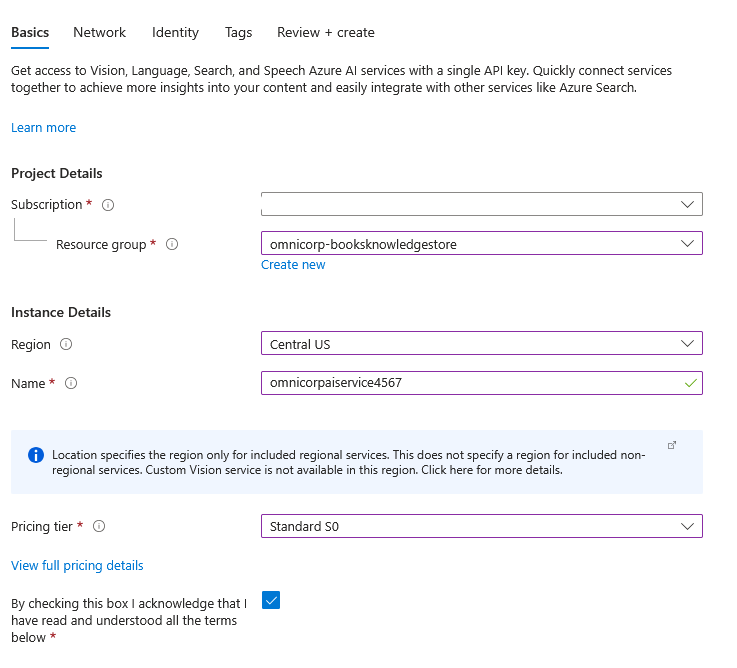 Basics Network Identity Tags Review + create
Get access to Vision, Language, Search, and Speech Azure AI services with a single API key. Quickly connect services
together to achieve more insights into your content and easily integrate with other services like Azure Search.
Learn more
Project Details
Subscription *
Resource group * omnicorp-booksknowledgestore
Create new
Instance Details
Region Central US
Name * omnicorpaiservice4567
Location specifies the region only for included regional services. This does not specify a region for included non-
regional services. Custom Vision service is not available in this region. Click here for more details.
Pricing tier * Standard S0
View full pricing details
By checking this box I acknowledge that I
have read and understood all the terms
below *